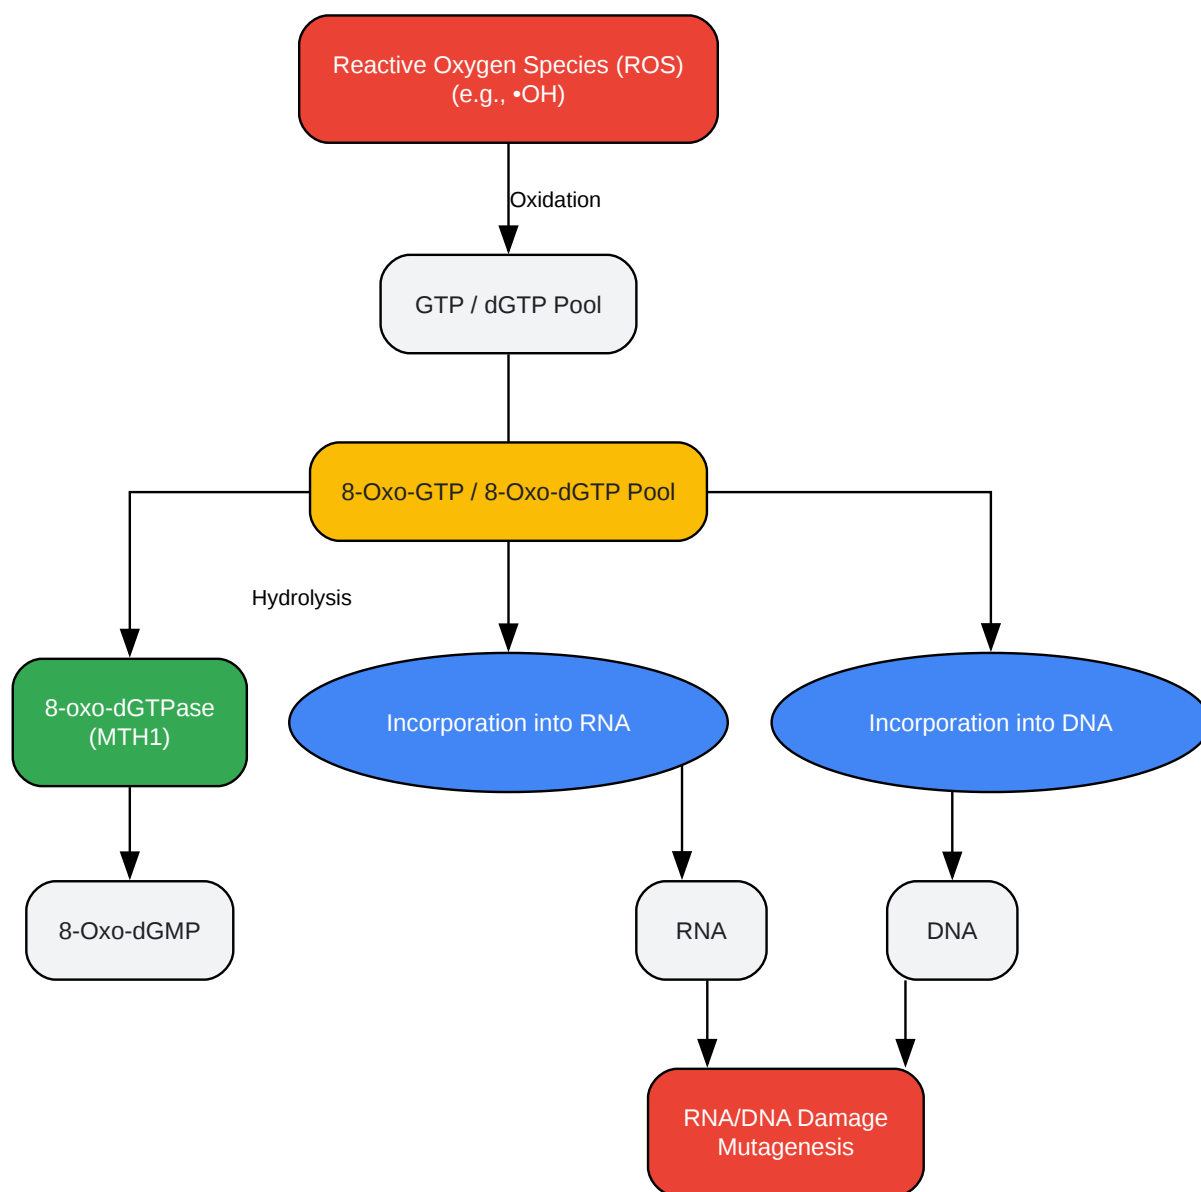 Reactive Oxygen Species (ROS)
(e.g., •OH)
Oxidation
GTP / dGTP Pool
8-Oxo-GTP / 8-Oxo-dGTP Pool
Hydrolysis
8-oxo-dGTPase
(MTH1)
Incorporation into RNA
Incorporation into DNA
8-Oxo-dGMP
RNA
DNA
RNA/DNA Damage
Mutagenesis